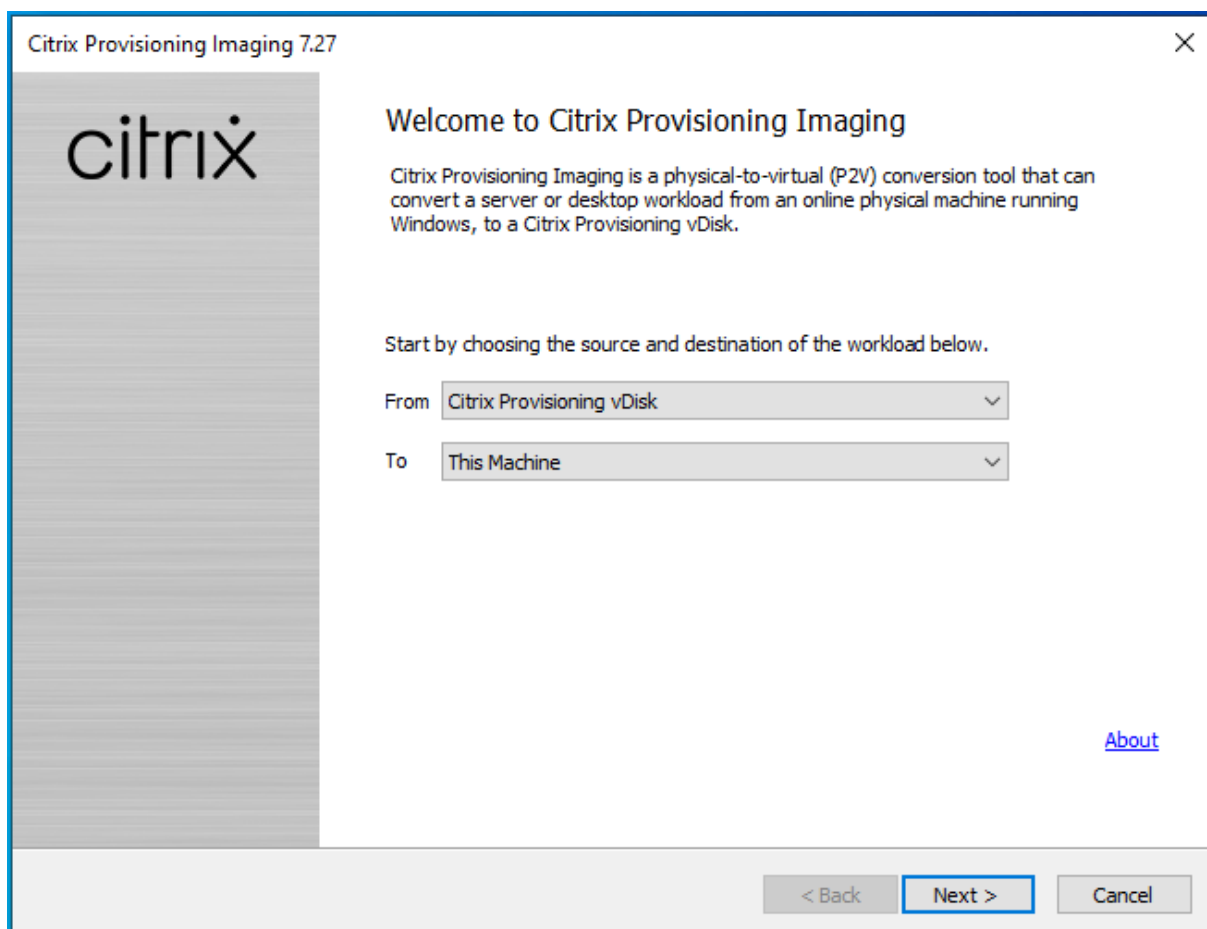 Citrix Provisioning Imaging 7.27
citrix
Welcome to Citrix Provisioning Imaging
Citrix Provisioning Imaging is a physical-to-virtual (P2V) conversion tool that can
convert a server or desktop workload from an online physical machine running
Windows, to a Citrix Provisioning vDisk.
Start by choosing the source and destination of the workload below.
From Citrix Provisioning vDisk
To This Machine
About
< Back Next > Cancel